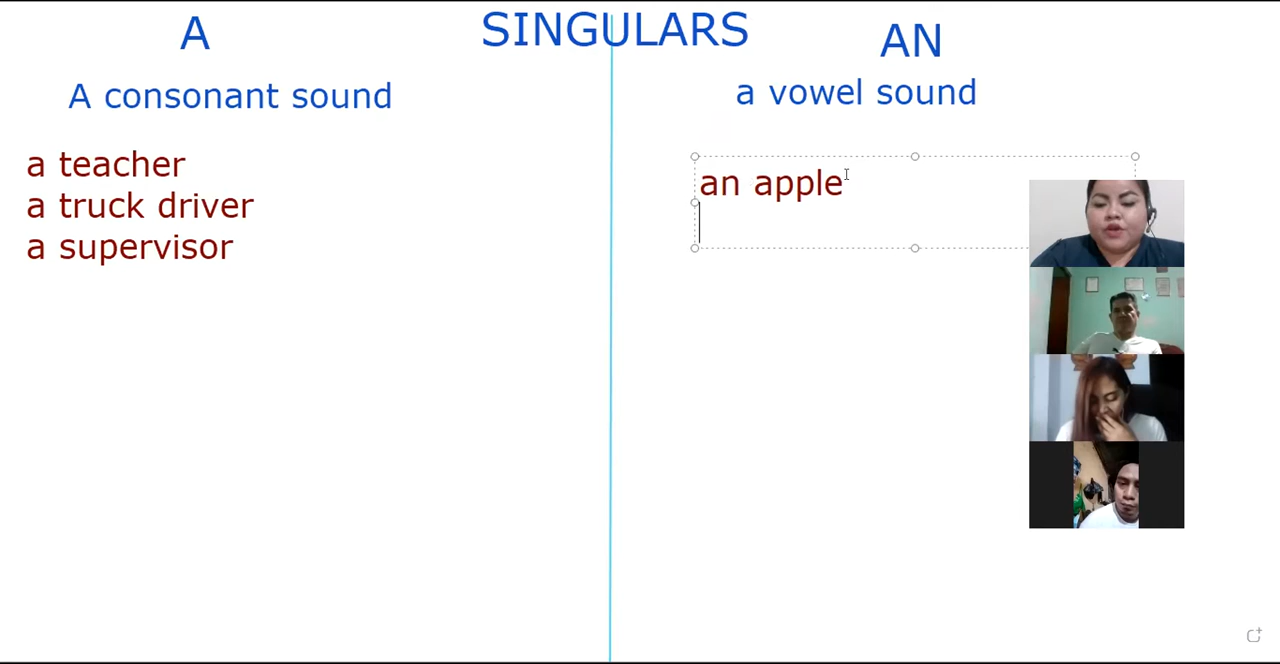 SINGULARS
A
A consonant sound
a teacher
a truck driver
a supervisor
AN
a vowel sound
an apple